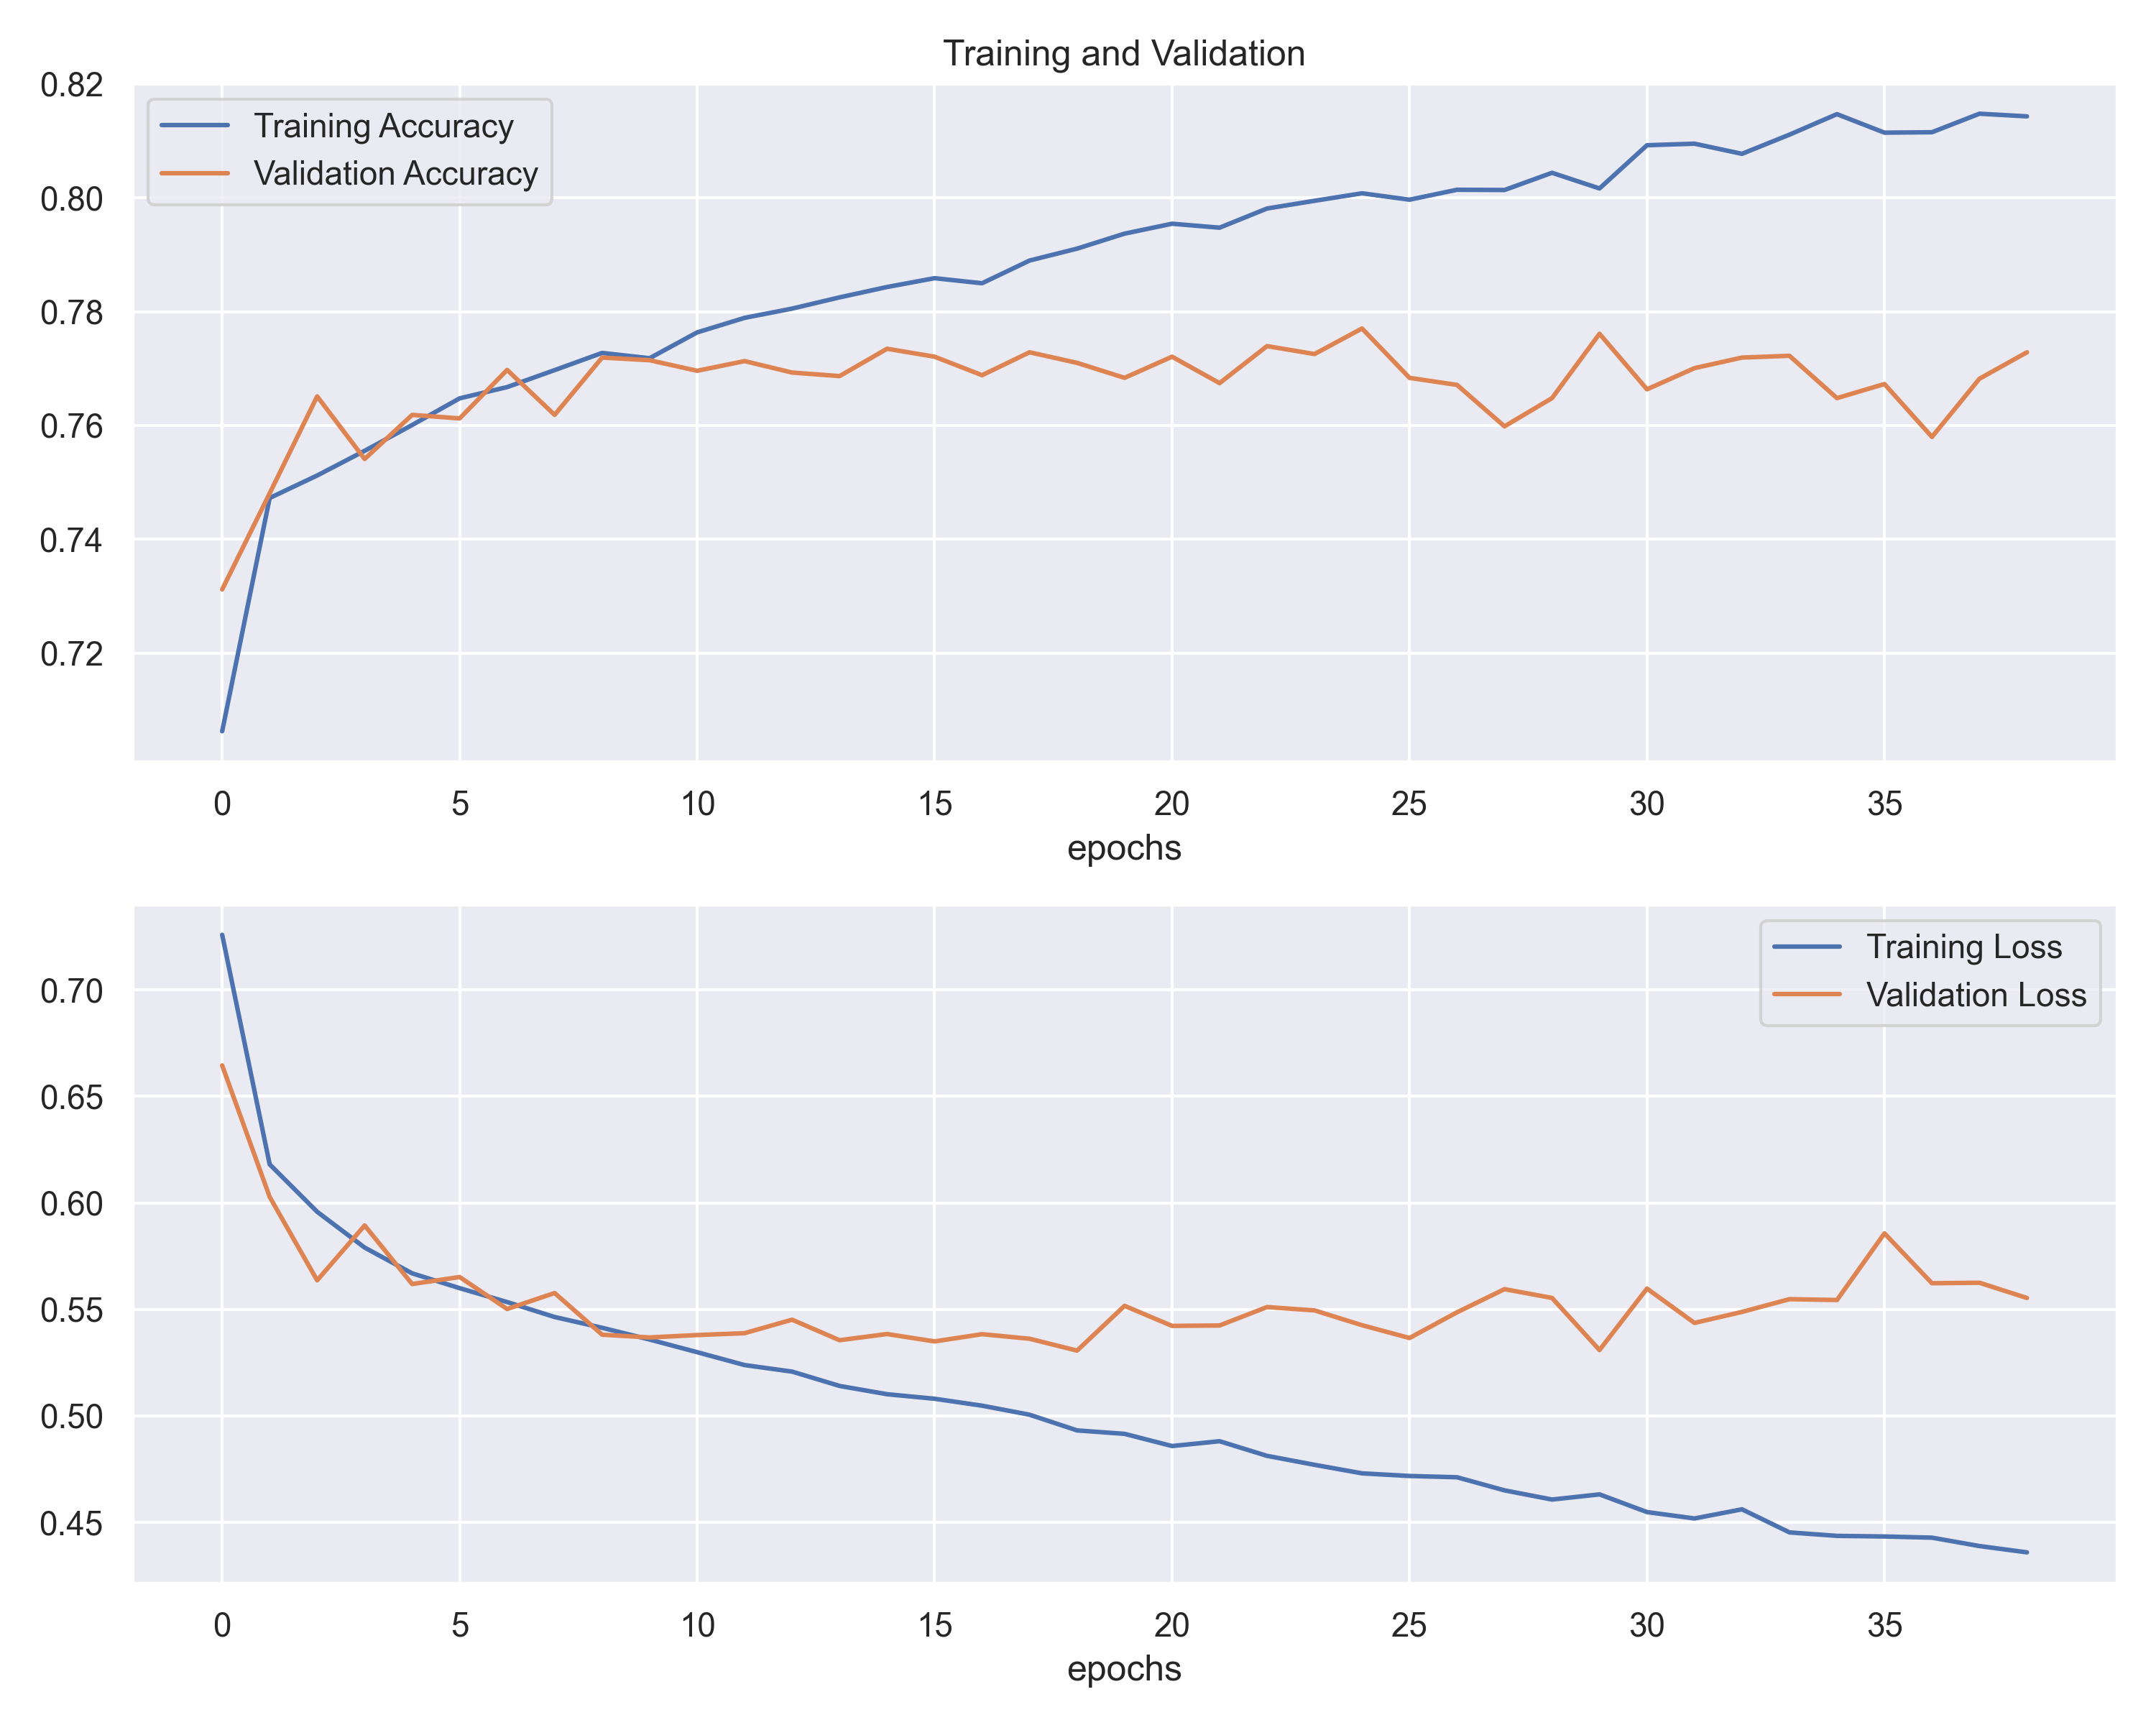 Training and Validation
0.82
0.80
0.78
0.76
0.74
0.72
Training Accuracy
Validation Accuracy
0 5 10 15 20 25 30 35
epochs
0.70
0.65
0.60
0.55
0.50
0.45
Training Loss
Validation Loss
0 5 10 15 20 25 30 35
epochs